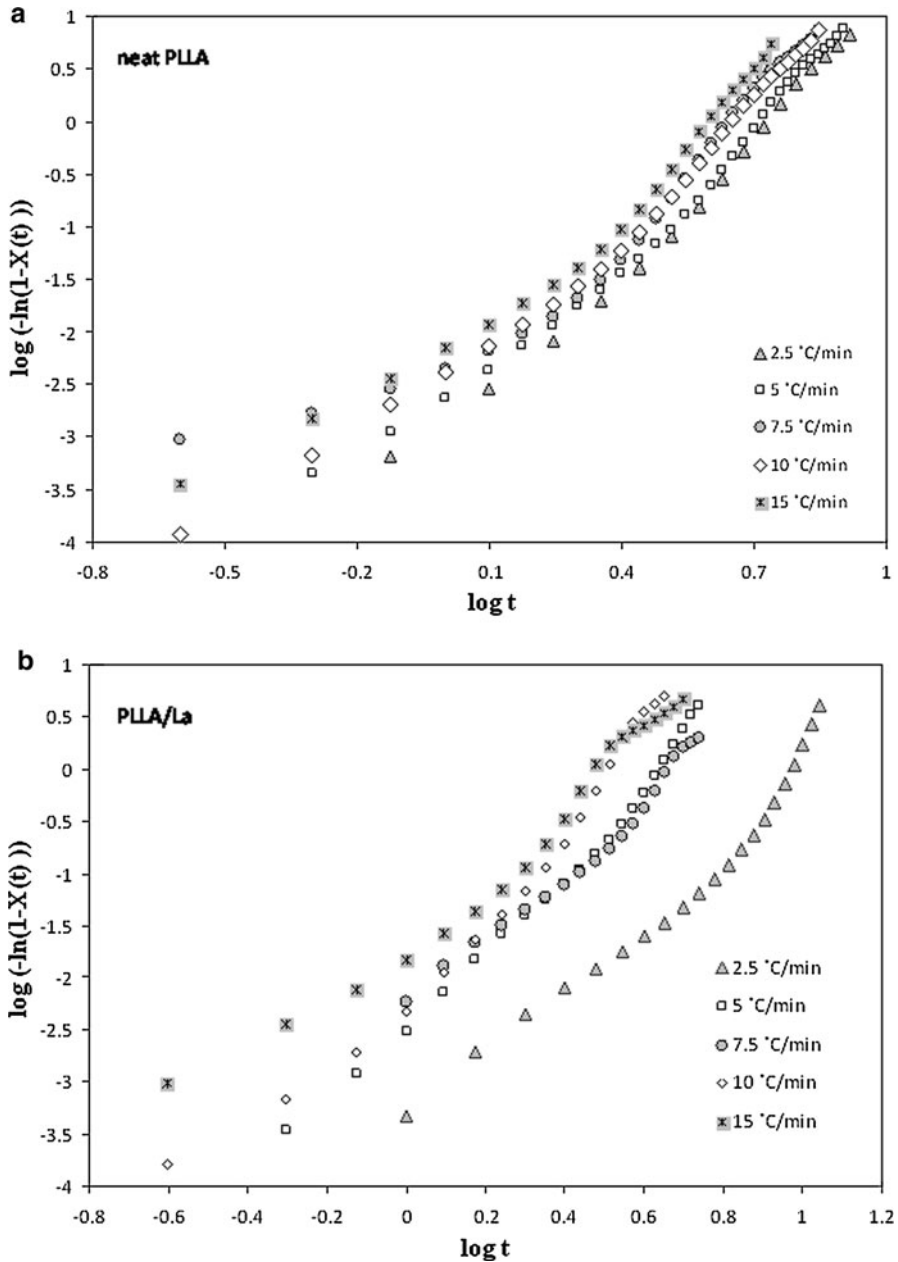 a
neat PLLA
log (-ln(1-X(t) ))
1
0.5
0
-0.5
-1
-1.5
-2
-2.5
-3
-3.5
-4
2.5 ˚C/min
5 ˚C/min
7.5 ˚C/min
10 ˚C/min
15 ˚C/min
-0.8 -0.5 -0.2 0.1 0.4 0.7 1
log t
b
PLLA/La
log (-ln(1-X(t) ))
1
0.5
0
-0.5
-1
-1.5
-2
-2.5
-3
-3.5
-4
2.5 ˚C/min
5 ˚C/min
7.5 ˚C/min
10 ˚C/min
15 ˚C/min
-0.8 -0.6 -0.4 -0.2 0 0.2 0.4 0.6 0.8 1 1.2
log t